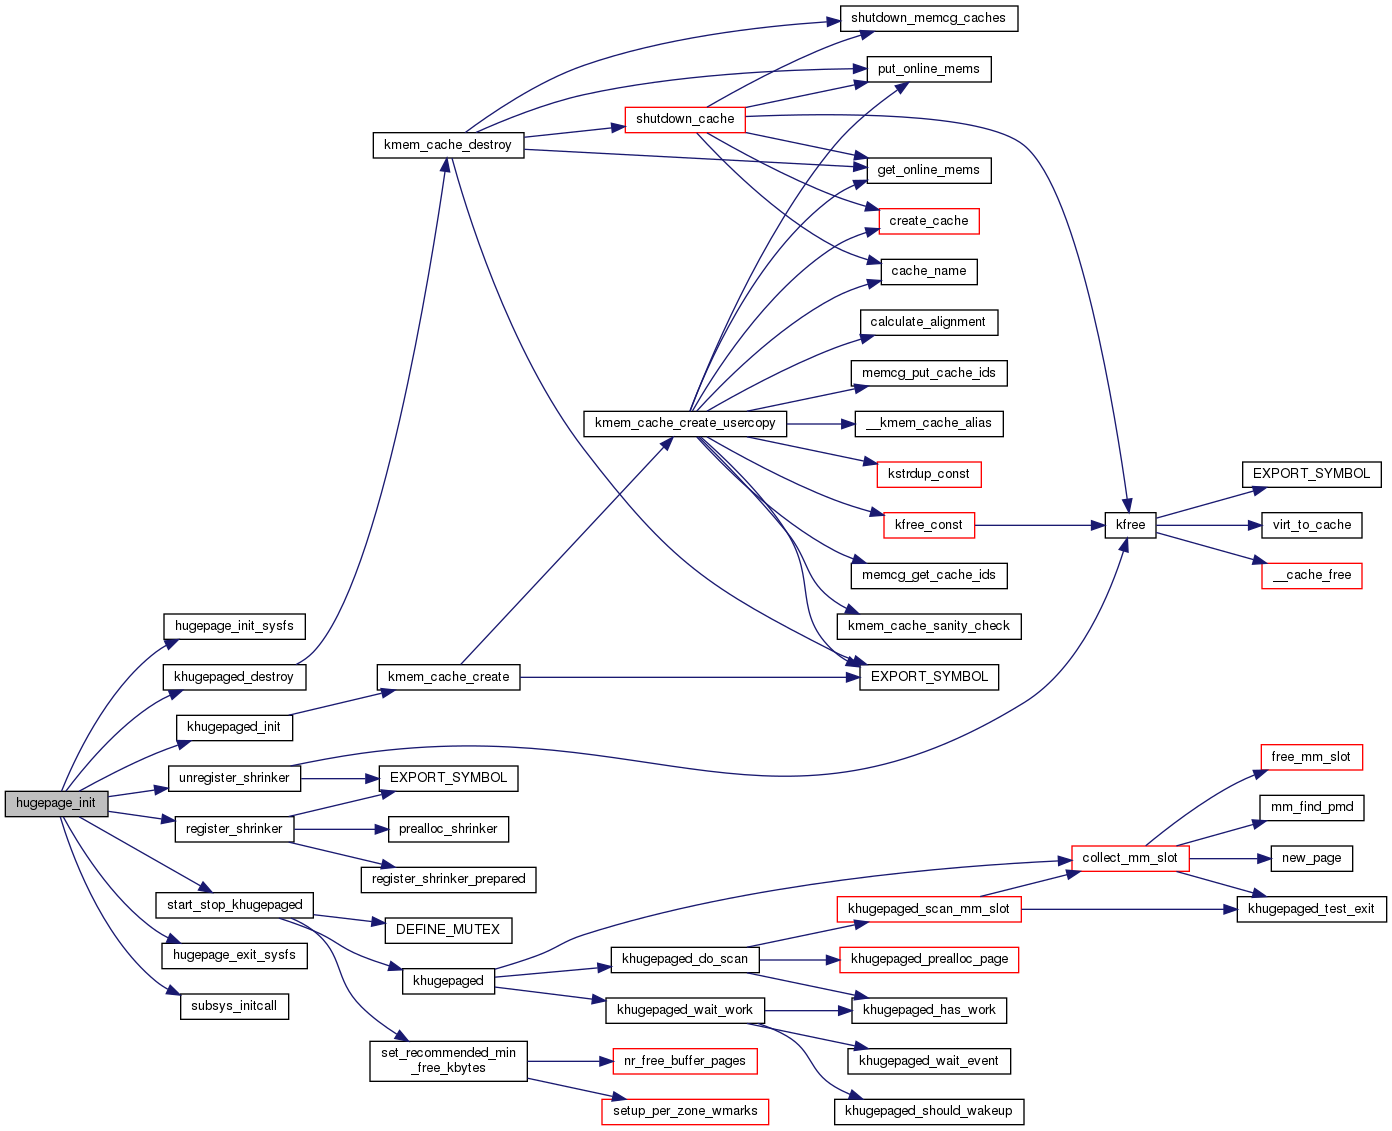 shutdown_memcg_caches
put_online_mems
shutdown_cache
kmem_cache_destroy
get_online_mems
create_cache
cache_name
calculate_alignment
memcg_put_cache_ids
kmem_cache_create_usercopy
__kmem_cache_alias
kstrdup_const
EXPORT_SYMBOL
kfree_const
kfree
virt_to_cache
memcg_get_cache_ids
__cache_free
hugepage_init_sysfs
kmem_cache_sanity_check
khugepaged_destroy
kmem_cache_create
EXPORT_SYMBOL
khugepaged_init
free_mm_slot
unregister_shrinker
EXPORT_SYMBOL
hugepage_init
mm_find_pmd
register_shrinker
prealloc_shrinker
collect_mm_slot
new_page
register_shrinker_prepared
start_stop_khugepaged
khugepaged_scan_mm_slot
khugepaged_test_exit
DEFINE_MUTEX
hugepage_exit_sysfs
khugepaged_do_scan
khugepaged_prealloc_page
khugepaged
subsys_initcall
khugepaged_wait_work
khugepaged_has_work
set_recommended_min
_free_kbytes
nr_free_buffer_pages
khugepaged_wait_event
setup_per_zone_wmarks
khugepaged_should_wakeup